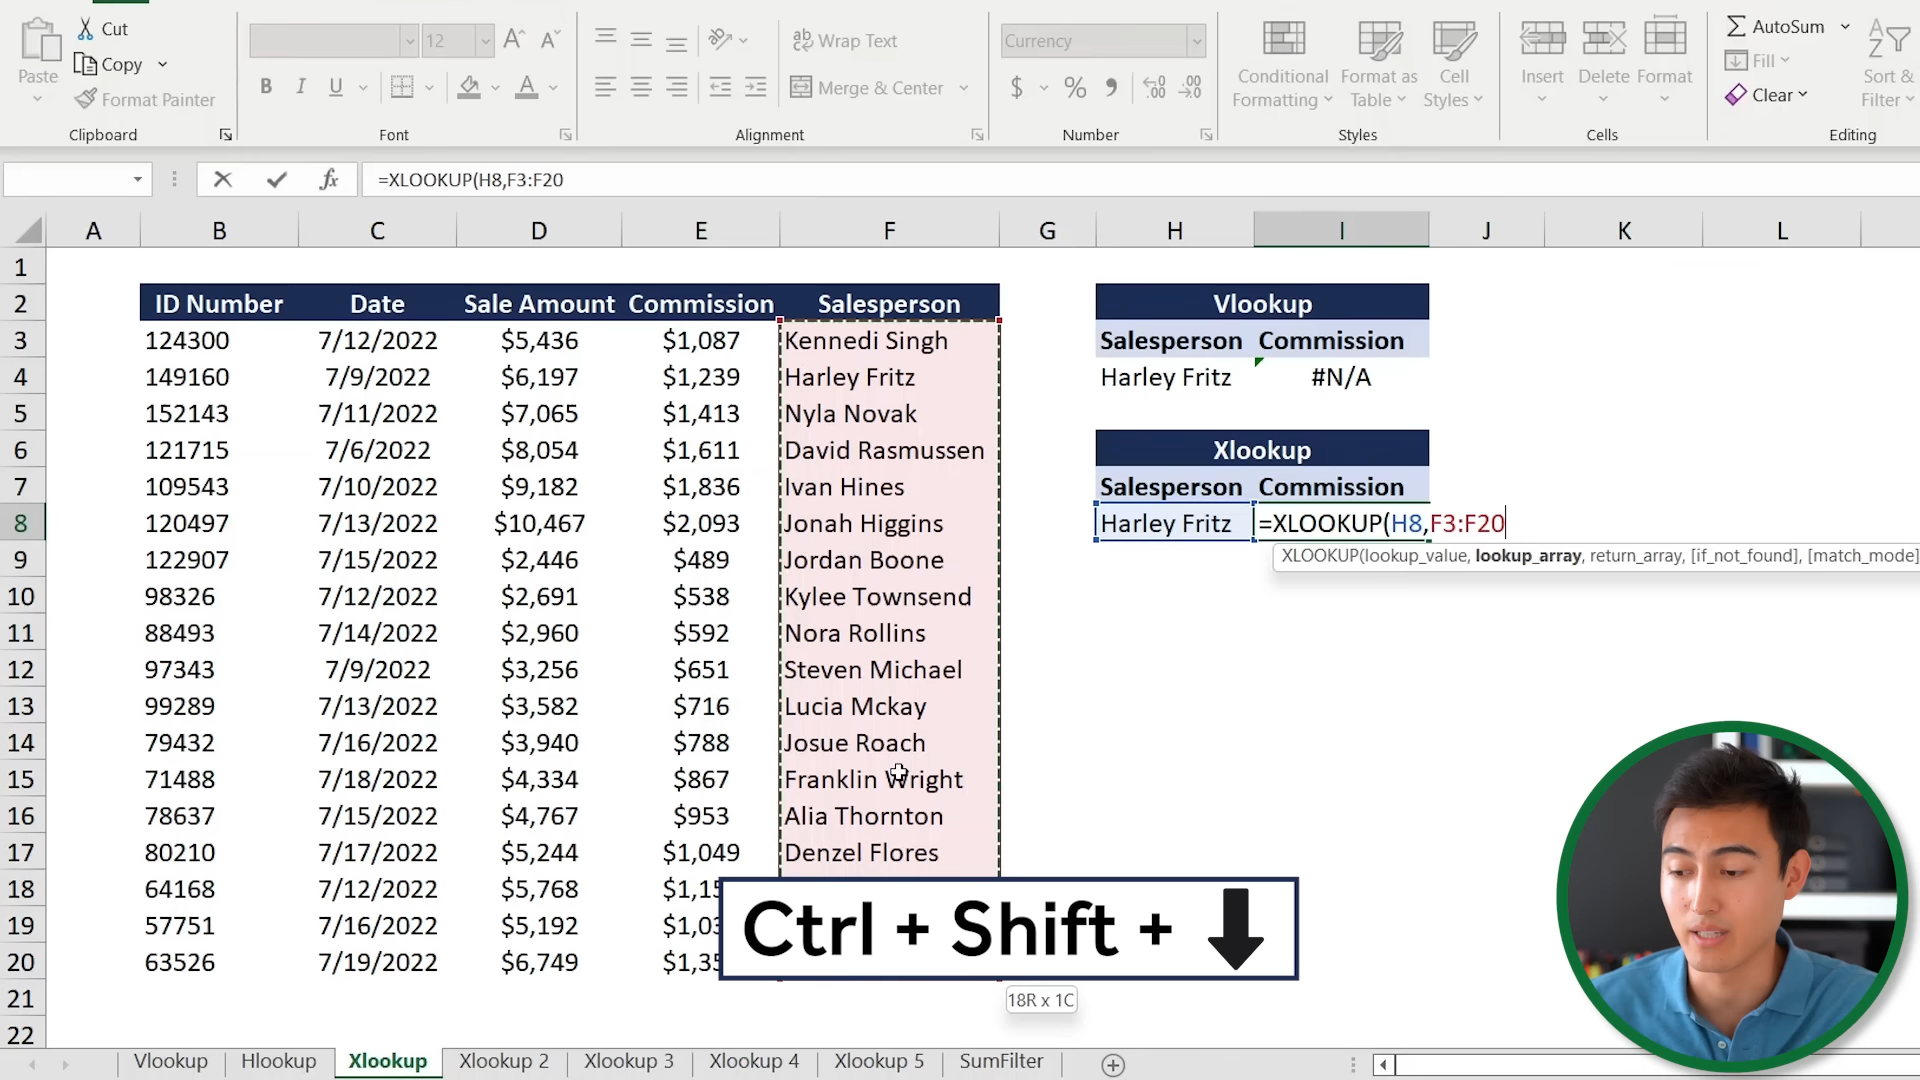 Cut
Copy
Paste
Format Painter
Clipboard
12
B I U
Font
Wrap Text
Merge & Center
Alignment
Currency
$ %
Number
Conditional Formatting
Format as Table
Cell Styles
Styles
Insert
Delete
Format
Cells
AutoSum
Fill
Clear
Sort & Filter
Editing
fx =XLOOKUP(H8,F3:F20
A B C D E F G H I J K L
1
2 ID Number Date Sale Amount Commission Salesperson Vlookup
3 124300 7/12/2022 $5,436 $1,087 Kennedi Singh Salesperson Commission
4 149160 7/9/2022 $6,197 $1,239 Harley Fritz Harley Fritz #N/A
5 152143 7/11/2022 $7,065 $1,413 Nyla Novak
6 121715 7/6/2022 $8,054 $1,611 David Rasmussen Xlookup
7 109543 7/10/2022 $9,182 $1,836 Ivan Hines Salesperson Commission
8 120497 7/13/2022 $10,467 $2,093 Jonah Higgins Harley Fritz =XLOOKUP(H8,F3:F20
XLOOKUP(lookup_value, lookup_array, return_array, [if_not_found], [match_mode]
9 122907 7/15/2022 $2,446 $489 Jordan Boone
10 98326 7/12/2022 $2,691 $538 Kylee Townsend
11 88493 7/14/2022 $2,960 $592 Nora Rollins
12 97343 7/9/2022 $3,256 $651 Steven Michael
13 99289 7/13/2022 $3,582 $716 Lucia Mckay
14 79432 7/16/2022 $3,940 $788 Josue Roach
15 71488 7/18/2022 $4,334 $867 Franklin Wright
16 78637 7/15/2022 $4,767 $953 Alia Thornton
17 80210 7/17/2022 $5,244 $1,049 Denzel Flores
18 64168 7/12/2022 $5,768
19 57751 7/16/2022 $5,192
20 63526 7/19/2022 $6,749
Ctrl + Shift +
21
18R x 1C
22
Vlookup Hlookup Xlookup Xlookup 2 Xlookup 3 Xlookup 4 Xlookup 5 SumFilter